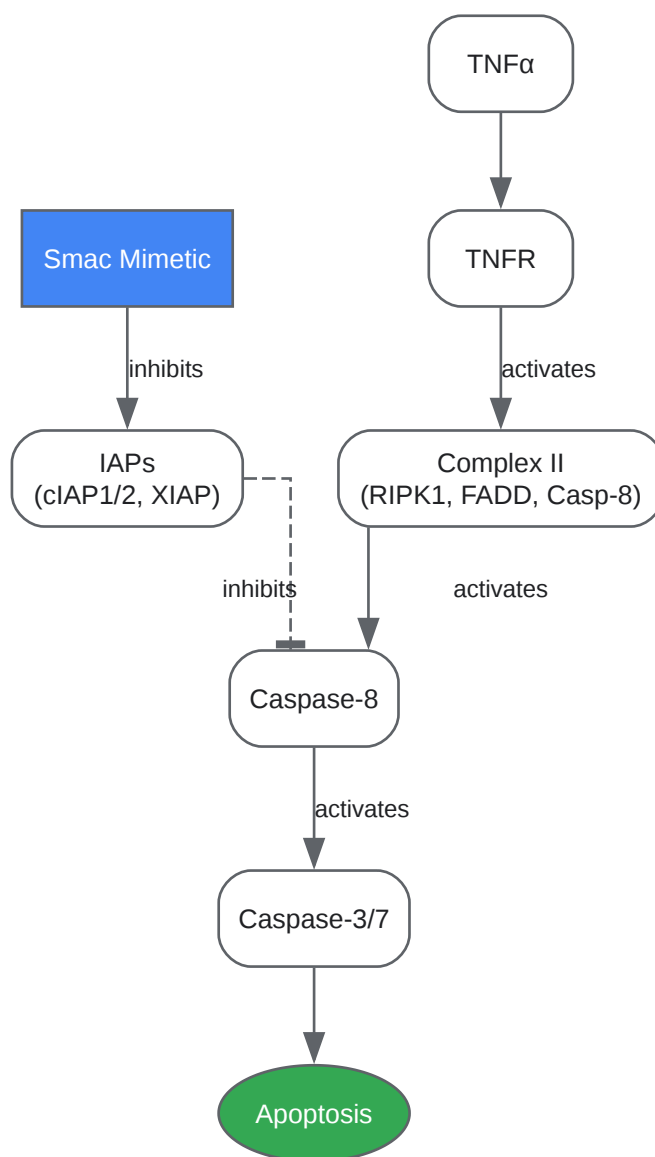 TNFα
Smac Mimetic
TNFR
inhibits
activates
IAPs
(cIAP1/2, XIAP)
Complex II
(RIPK1, FADD, Casp-8)
inhibits
activates
Caspase-8
activates
Caspase-3/7
Apoptosis